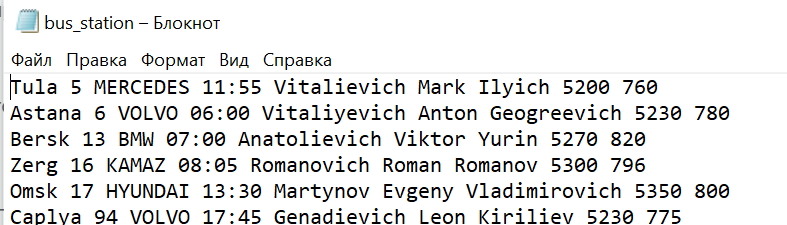 bus_station – Блокнот
Файл Правка Формат Вид Справка
Tula 5 MERCEDES 11:55 Vitalievich Mark Ilyich 5200 760
Astana 6 VOLVO 06:00 Vitaliyevich Anton Geogreevich 5230 780
Bersk 13 BMW 07:00 Anatolievich Viktor Yurin 5270 820
Zerg 16 KAMAZ 08:05 Romanovich Roman Romanov 5300 796
Omsk 17 HYUNDAI 13:30 Martynov Evgeny Vladimirovich 5350 800
Caplya 94 VOLVO 17:45 Genadievich Leon Kiriliev 5230 775